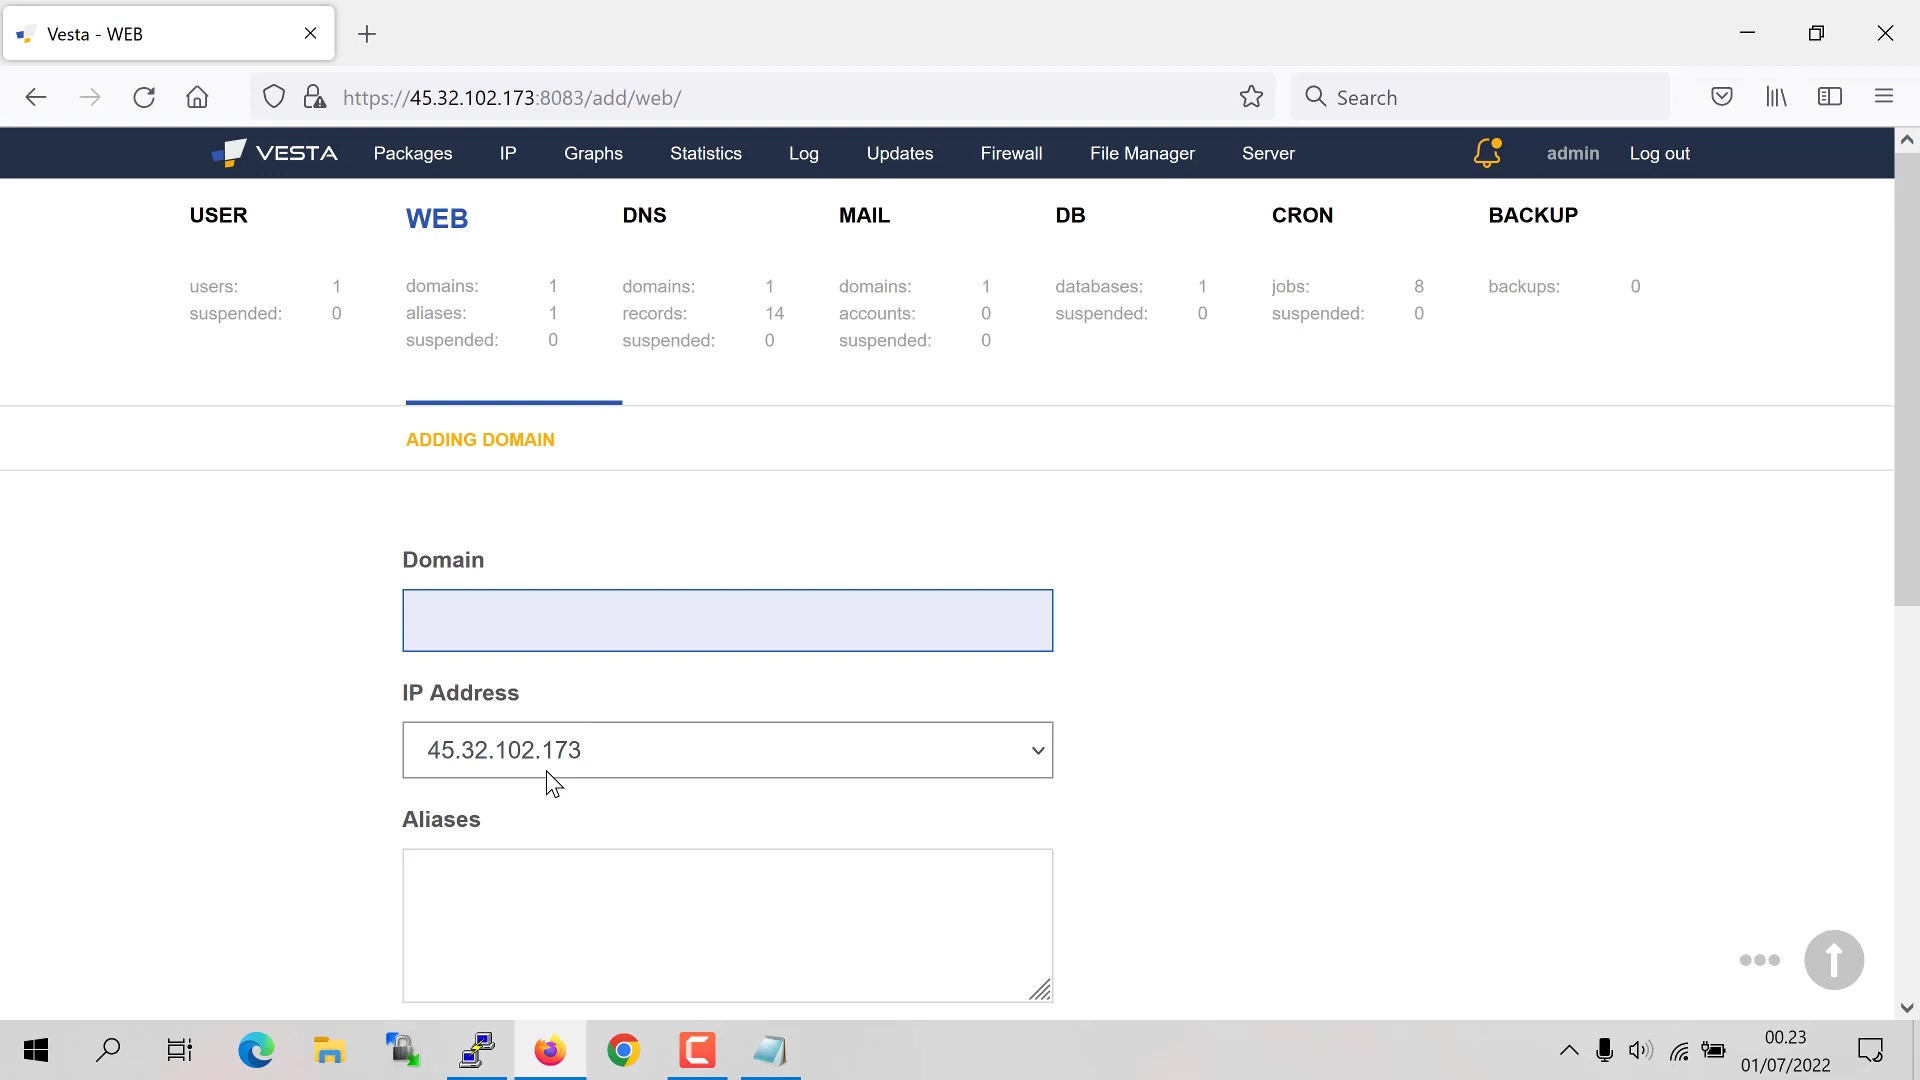 Vesta - WEB
https://45.32.102.173:8083/add/web/
Search
VESTA Packages IP Graphs Statistics Log Updates Firewall File Manager Server admin Log out
USER WEB DNS MAIL DB CRON BACKUP
users: 1 domains: 1 domains: 1 domains: 1 databases: 1 jobs: 8 backups: 0
suspended: 0 aliases: 1 records: 14 accounts: 0 suspended: 0 suspended: 0
suspended: 0 suspended: 0 suspended: 0
ADDING DOMAIN
Domain
IP Address
45.32.102.173
Aliases
00.23
01/07/2022